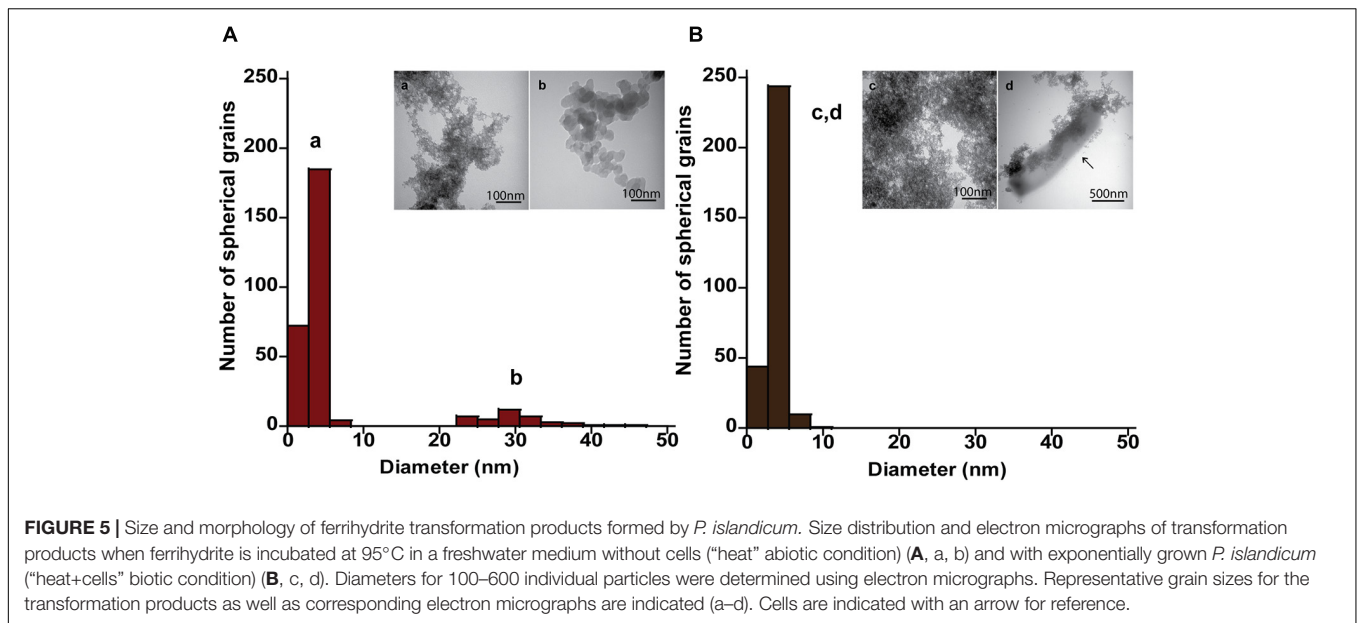 A
B
250
200
150
100
50
0
Number of spherical grains
a
b
a
100nm
b
100nm
0
10
20
30
40
50
Diameter (nm)
250
200
150
100
50
0
Number of spherical grains
c,d
c
100nm
d
500nm
0
10
20
30
40
50
Diameter (nm)
FIGURE 5 | Size and morphology of ferrihydrite transformation products formed by P. islandicum. Size distribution and electron micrographs of transformation
products when ferrihydrite is incubated at 95°C in a freshwater medium without cells (“heat” abiotic condition) (A, a, b) and with exponentially grown P. islandicum
(“heat+cells” biotic condition) (B, c, d). Diameters for 100–600 individual particles were determined using electron micrographs. Representative grain sizes for the
transformation products as well as corresponding electron micrographs are indicated (a–d). Cells are indicated with an arrow for reference.